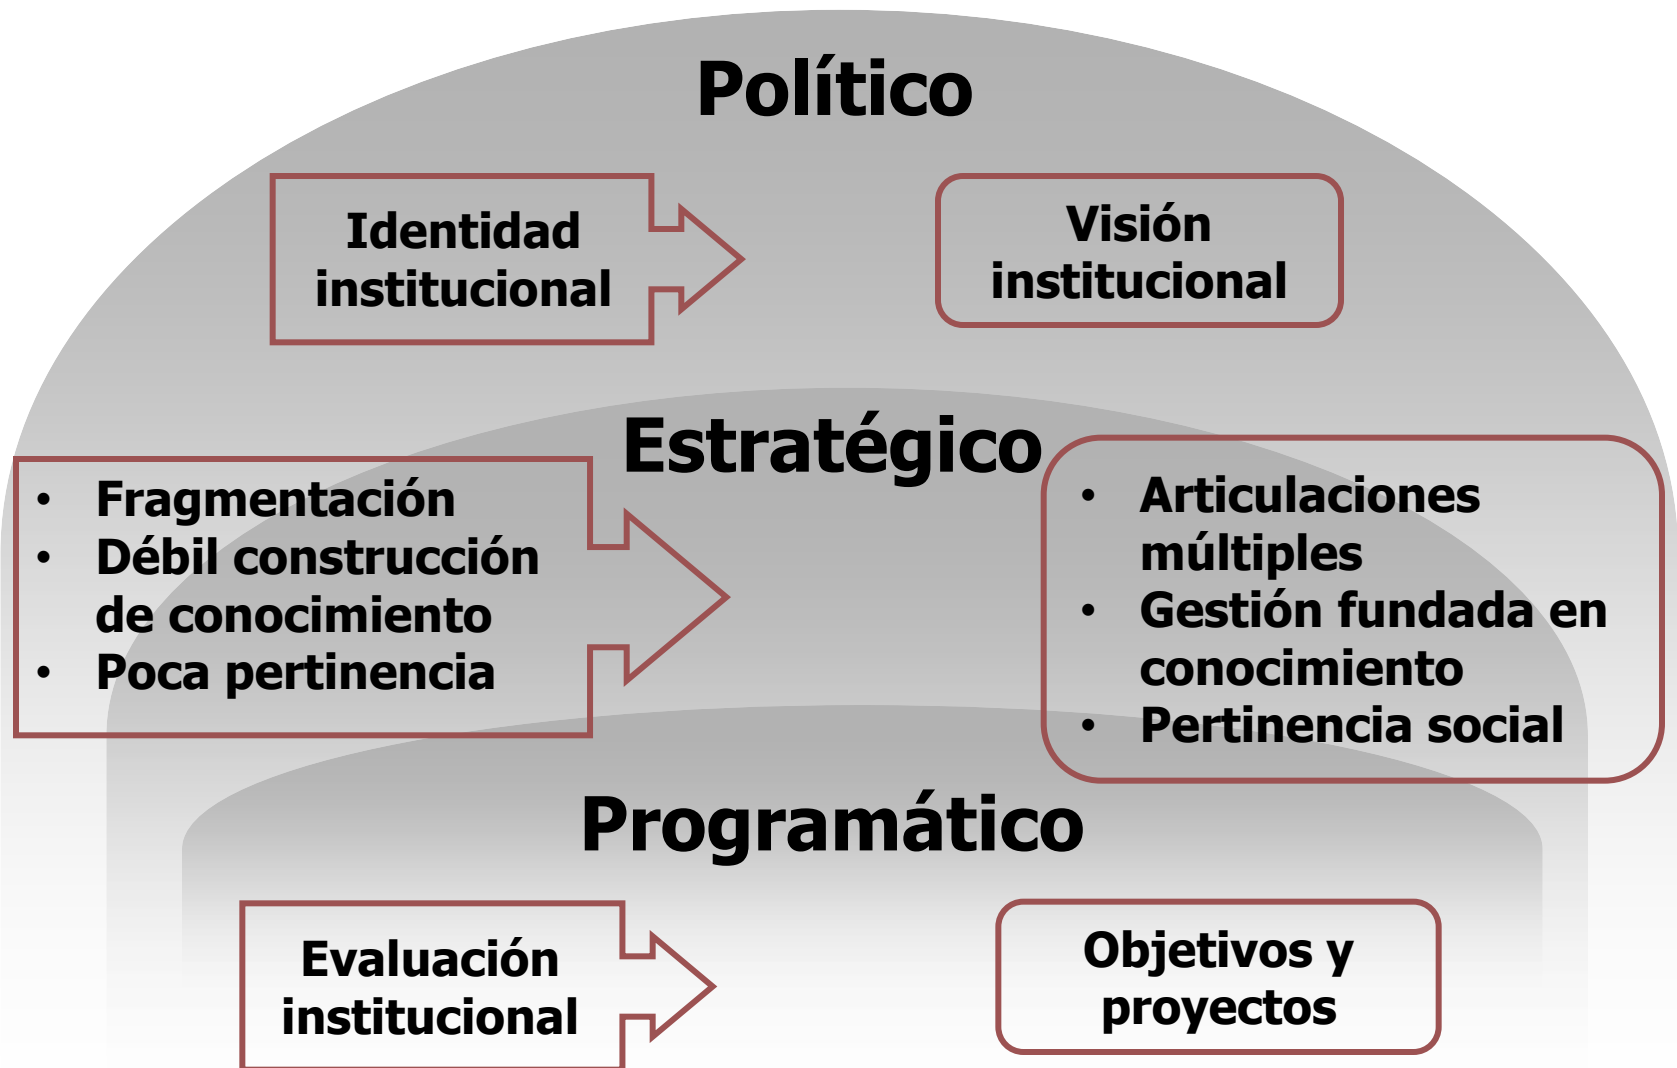 Político
Identidad
institucional
Visión
institucional
Estratégico
• Fragmentación
• Débil construcción
de conocimiento
• Poca pertinencia
• Articulaciones
múltiples
• Gestión fundada en
conocimiento
• Pertinencia social
Programático
Evaluación
institucional
Objetivos y
proyectos